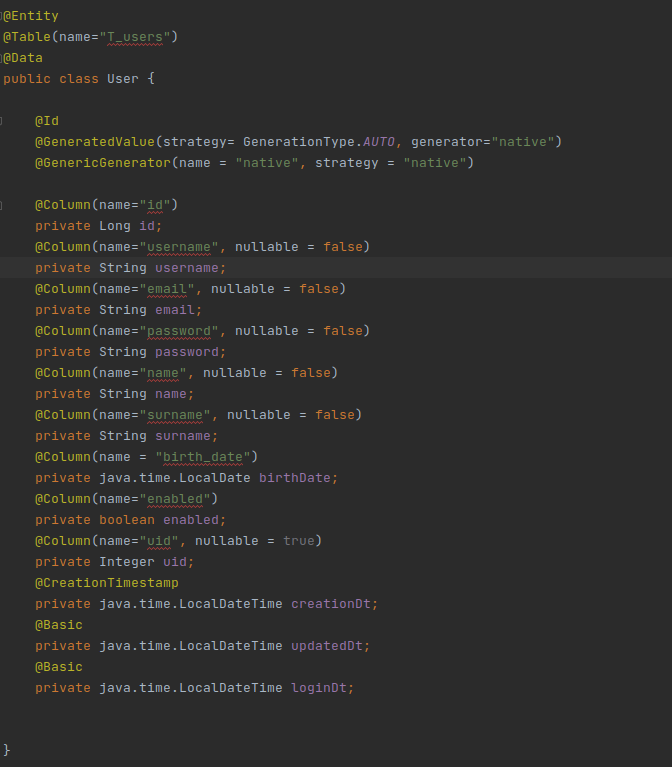 @Entity
@Table(name="T_users")
@Data
public class User {
@Id
@GeneratedValue(strategy= GenerationType.AUTO, generator="native")
@GenericGenerator(name = "native", strategy = "native")
@Column(name="id")
private Long id;
@Column(name="username", nullable = false)
private String username;
@Column(name="email", nullable = false)
private String email;
@Column(name="password", nullable = false)
private String password;
@Column(name="name", nullable = false)
private String name;
@Column(name="surname", nullable = false)
private String surname;
@Column(name = "birth_date")
private java.time.LocalDate birthDate;
@Column(name="enabled")
private boolean enabled;
@Column(name="uid", nullable = true)
private Integer uid;
@CreationTimestamp
private java.time.LocalDateTime creationDt;
@Basic
private java.time.LocalDateTime updatedDt;
@Basic
private java.time.LocalDateTime loginDt;
}